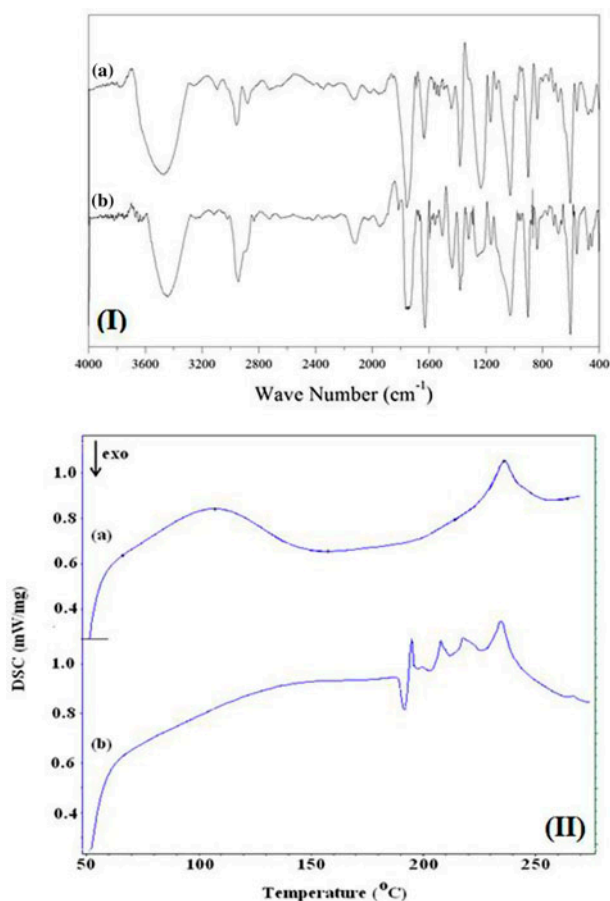 (a)
(b)
(I)
4000 3600 3200 2800 2400 2000 1600 1200 800 400
Wave Number (cm⁻¹)
exo
1.0
0.8
(a)
0.6
0.4
DSC (mW/mg)
1.0
0.8
(b)
0.6
0.4
(II)
50 100 150 200 250
Temperature (°C)